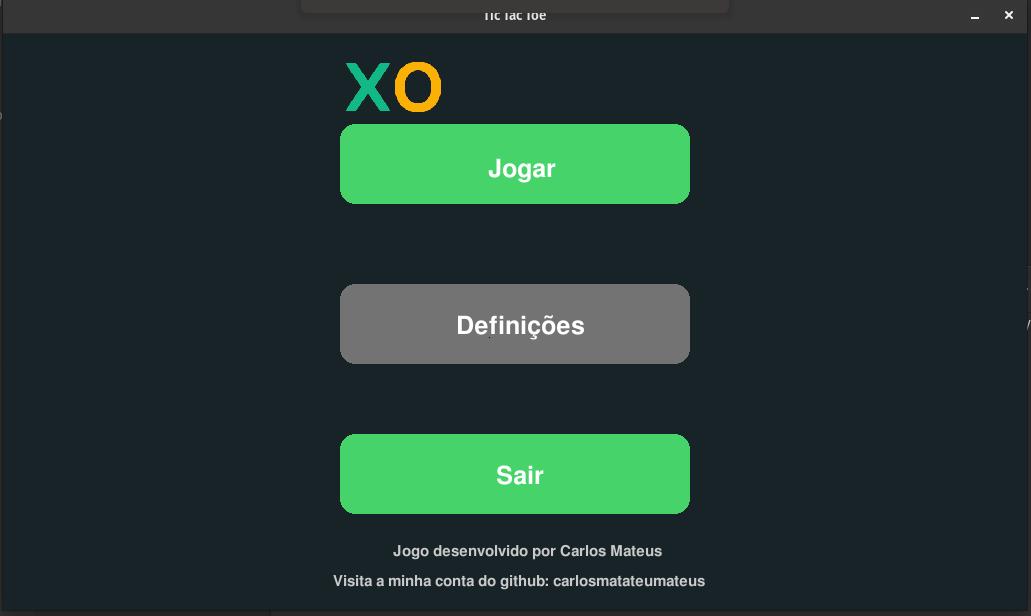 Tic Tac Toe
XO
Jogar
Definições
Sair
Jogo desenvolvido por Carlos Mateus
Visita a minha conta do github: carlosmatateumateus